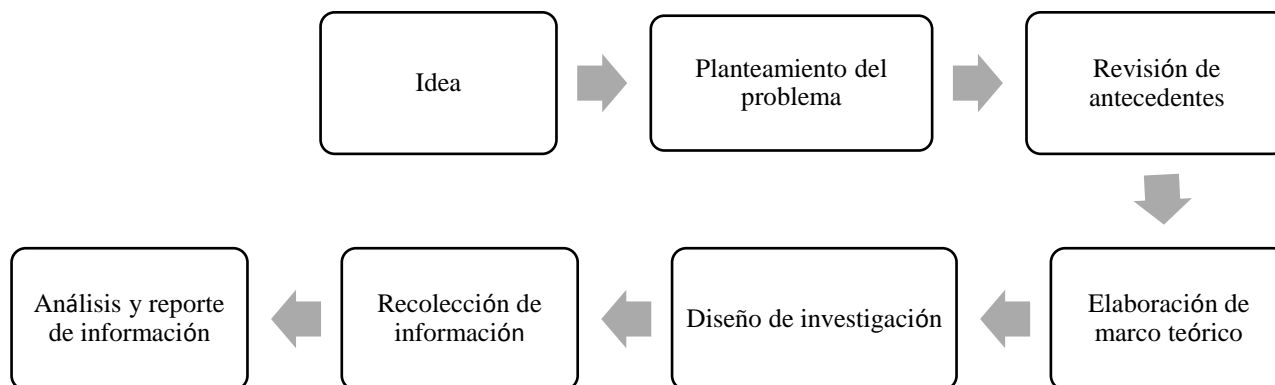 Idea
Planteamiento del
problema
Revisión de
antecedentes
Elaboración de
marco teórico
Diseño de investigación
Recolección de
información
Análisis y reporte
de información